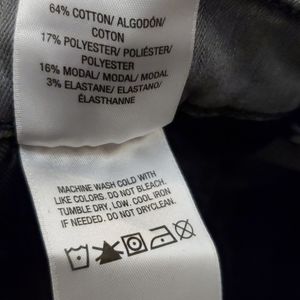 64% COTTON/ ALGODÓN/
COTON
17% POLYESTER/ POLIÉSTER/
POLYESTER
16% MODAL/ MODAL/ MODAL
3% ELASTANE/ ELASTANO/
ÉLASTHANNE
MACHINE WASH COLD WITH
LIKE COLORS. DO NOT BLEACH.
TUMBLE DRY, LOW. COOL IRON
IF NEEDED. DO NOT DRYCLEAN.